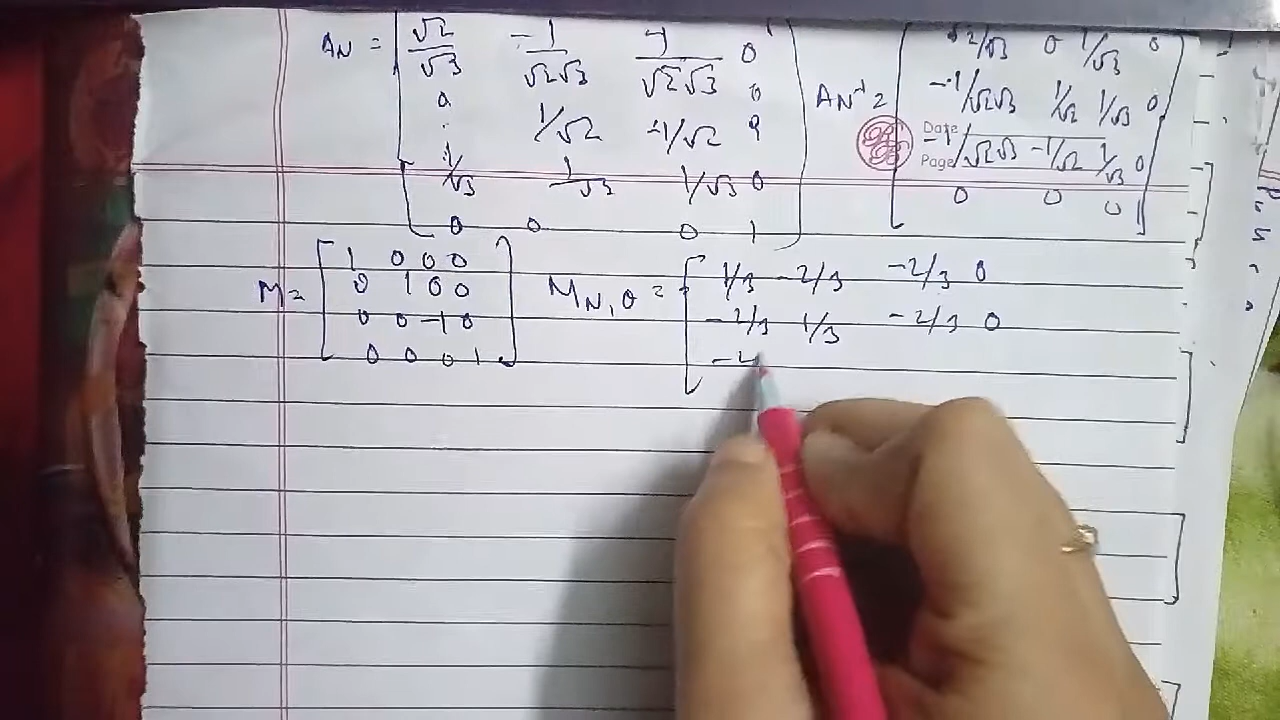 AN = √2/√3 -1/√2√3 -1/√2√3 0
0 1/√2 -1/√2 0
1/√3 1/√3 1/√3 0
0 0 0 1
AN⁻¹ = √2/√3 0 1/√3 0
-1/√2√3 1/√2 1/√3 0
-1/√2√3 -1/√2 1/√3 0
0 0 0 1
Date
Page
M = 1 0 0 0
0 1 0 0
0 0 -1 0
0 0 0 1
MN,0 = 1/3 -2/3 -2/3 0
-2/3 1/3 -2/3 0
-2